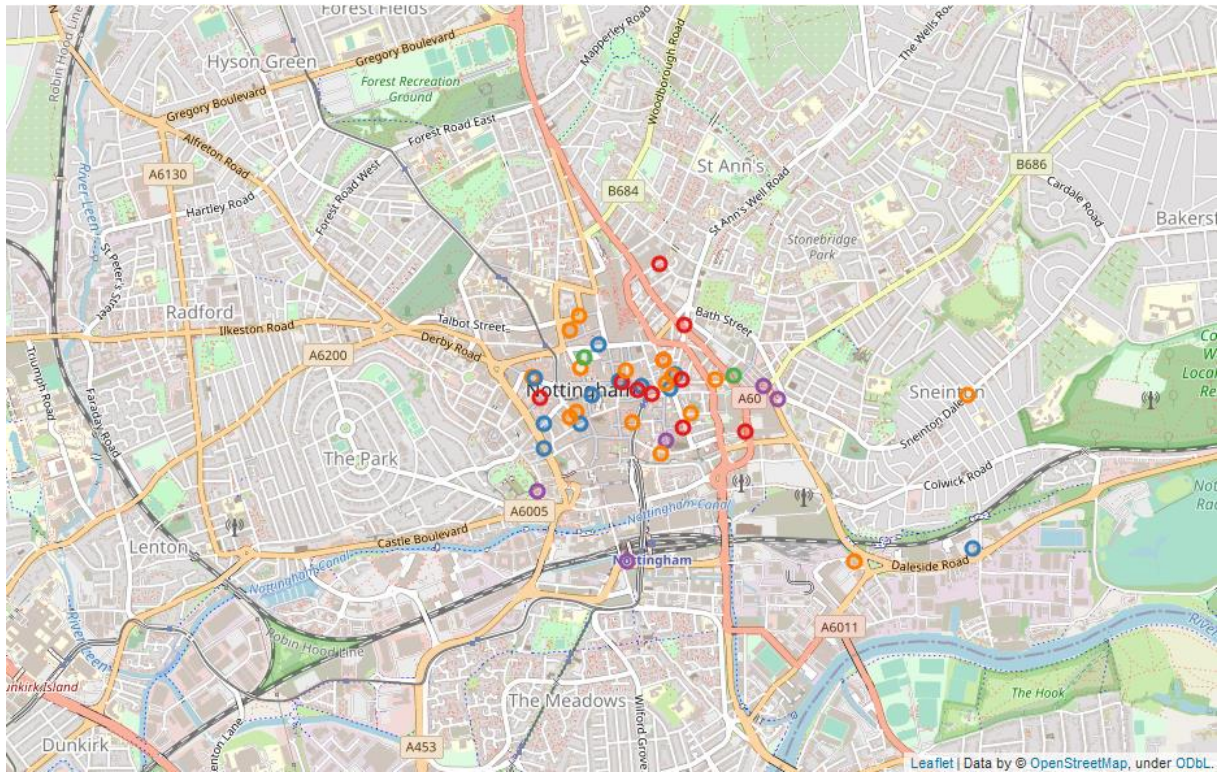 Forest Fields
Mapperley Road
The Wells Roa
Robin Hood Line
Hyson Green
Gregory Boulevard
Woodborough Road
Forest Recreation
Ground
Gregory Boulevard
Forest Road East
Alfreton Road
St Ann's
B686
A6130
B684
St Ann's Well Road
Cardale Road
River Leen
Forest Road West
Hartley Road
Bakersf
St Peter's Street
Stonebridge
Park
Radford
Talbot Street
Bath Street
Ilkeston Road
Derby Road
A6200
Triumph Road
Faraday Road
Nottingham
A60
Sneinton
Sneinton Dale
The Park
Colwick Road
A6005
Nottingham Canal
Castle Boulevard
Lenton
Nottingham
Daleside Road
Nottingham Canal
A6011
River Leen
Robin Hood Line
Dunkirk Island
The Meadows
Wilford Grove
The Hook
Dunkirk
Lenton Lane
A453
Leaflet | Data by © OpenStreetMap, under ODbL.